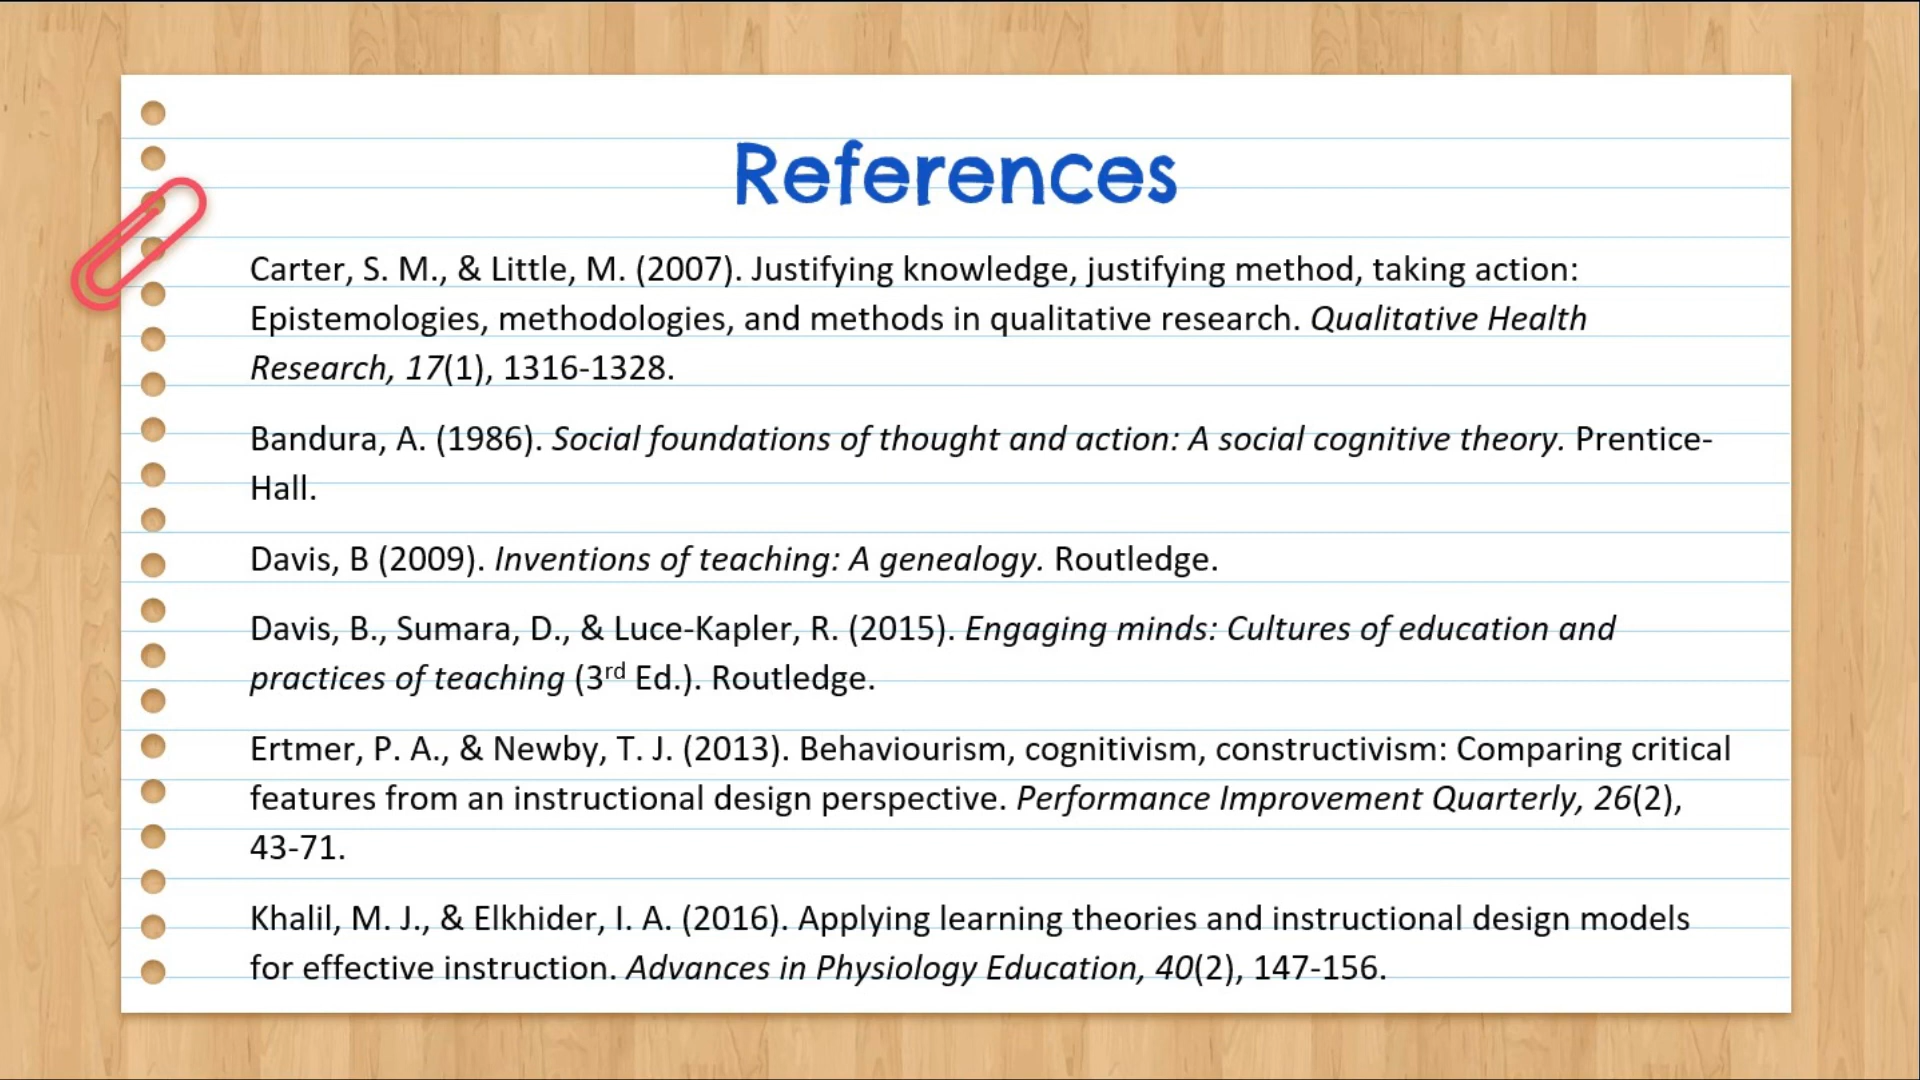 References
Carter, S. M., & Little, M. (2007). Justifying knowledge, justifying method, taking action:
Epistemologies, methodologies, and methods in qualitative research. Qualitative Health
Research, 17(1), 1316-1328.
Bandura, A. (1986). Social foundations of thought and action: A social cognitive theory. Prentice-
Hall.
Davis, B (2009). Inventions of teaching: A genealogy. Routledge.
Davis, B., Sumara, D., & Luce-Kapler, R. (2015). Engaging minds: Cultures of education and
practices of teaching (3rd Ed.). Routledge.
Ertmer, P. A., & Newby, T. J. (2013). Behaviourism, cognitivism, constructivism: Comparing critical
features from an instructional design perspective. Performance Improvement Quarterly, 26(2),
43-71.
Khalil, M. J., & Elkhider, I. A. (2016). Applying learning theories and instructional design models
for effective instruction. Advances in Physiology Education, 40(2), 147-156.